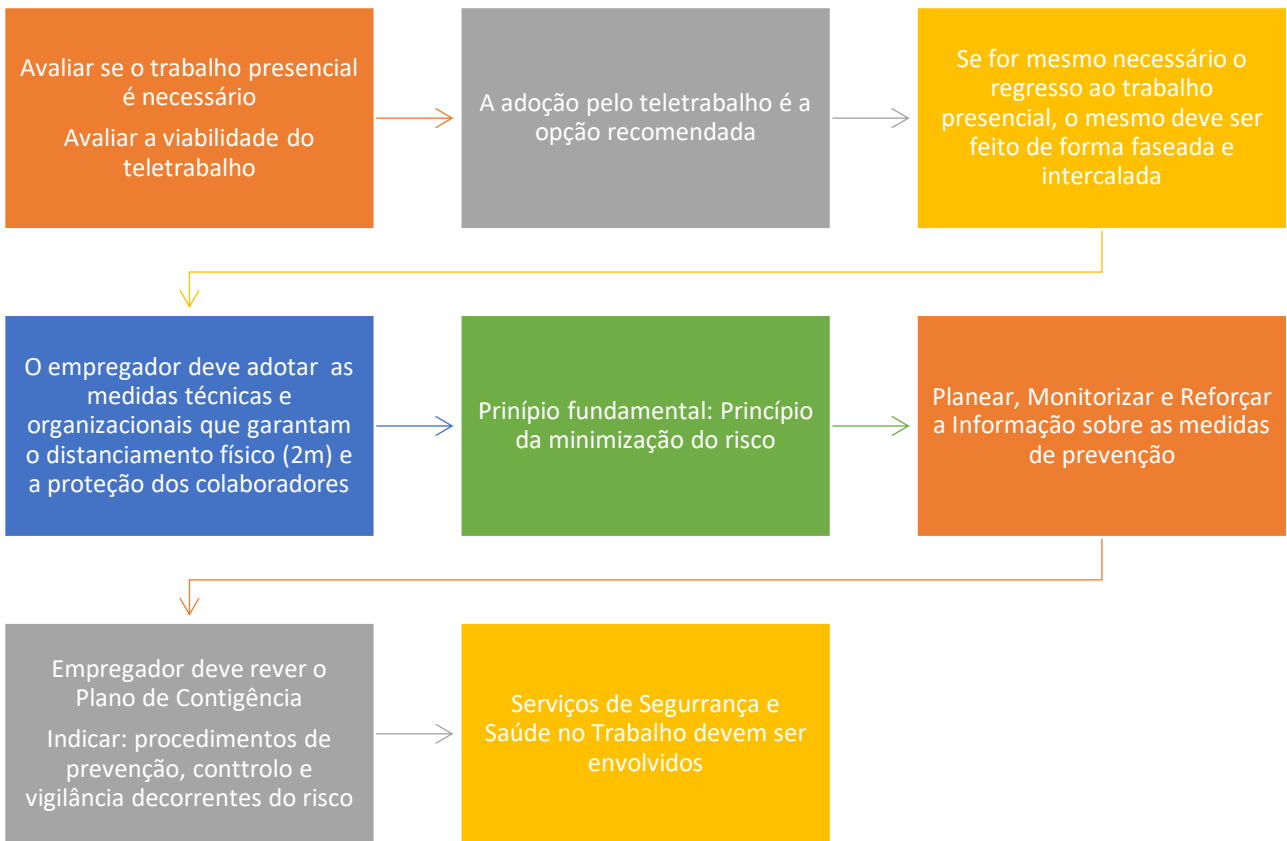 Avaliar se o trabalho presencial
é necessário
Avaliar a viabilidade do
teletrabalho
A adoção pelo teletrabalho é a
opção recomendada
Se for mesmo necessário o
regresso ao trabalho
presencial, o mesmo deve ser
feito de forma faseada e
intercalada
O empregador deve adotar as
medidas técnicas e
organizacionais que garantam
o distanciamento físico (2m) e
a proteção dos colaboradores
Prinípio fundamental: Princípio
da minimização do risco
Planear, Monitorizar e Reforçar
a Informação sobre as medidas
de prevenção
Empregador deve rever o
Plano de Contigência
Indicar: procedimentos de
prevenção, conttrolo e
vigilância decorrentes do risco
Serviços de Segurrança e
Saúde no Trabalho devem ser
envolvidos